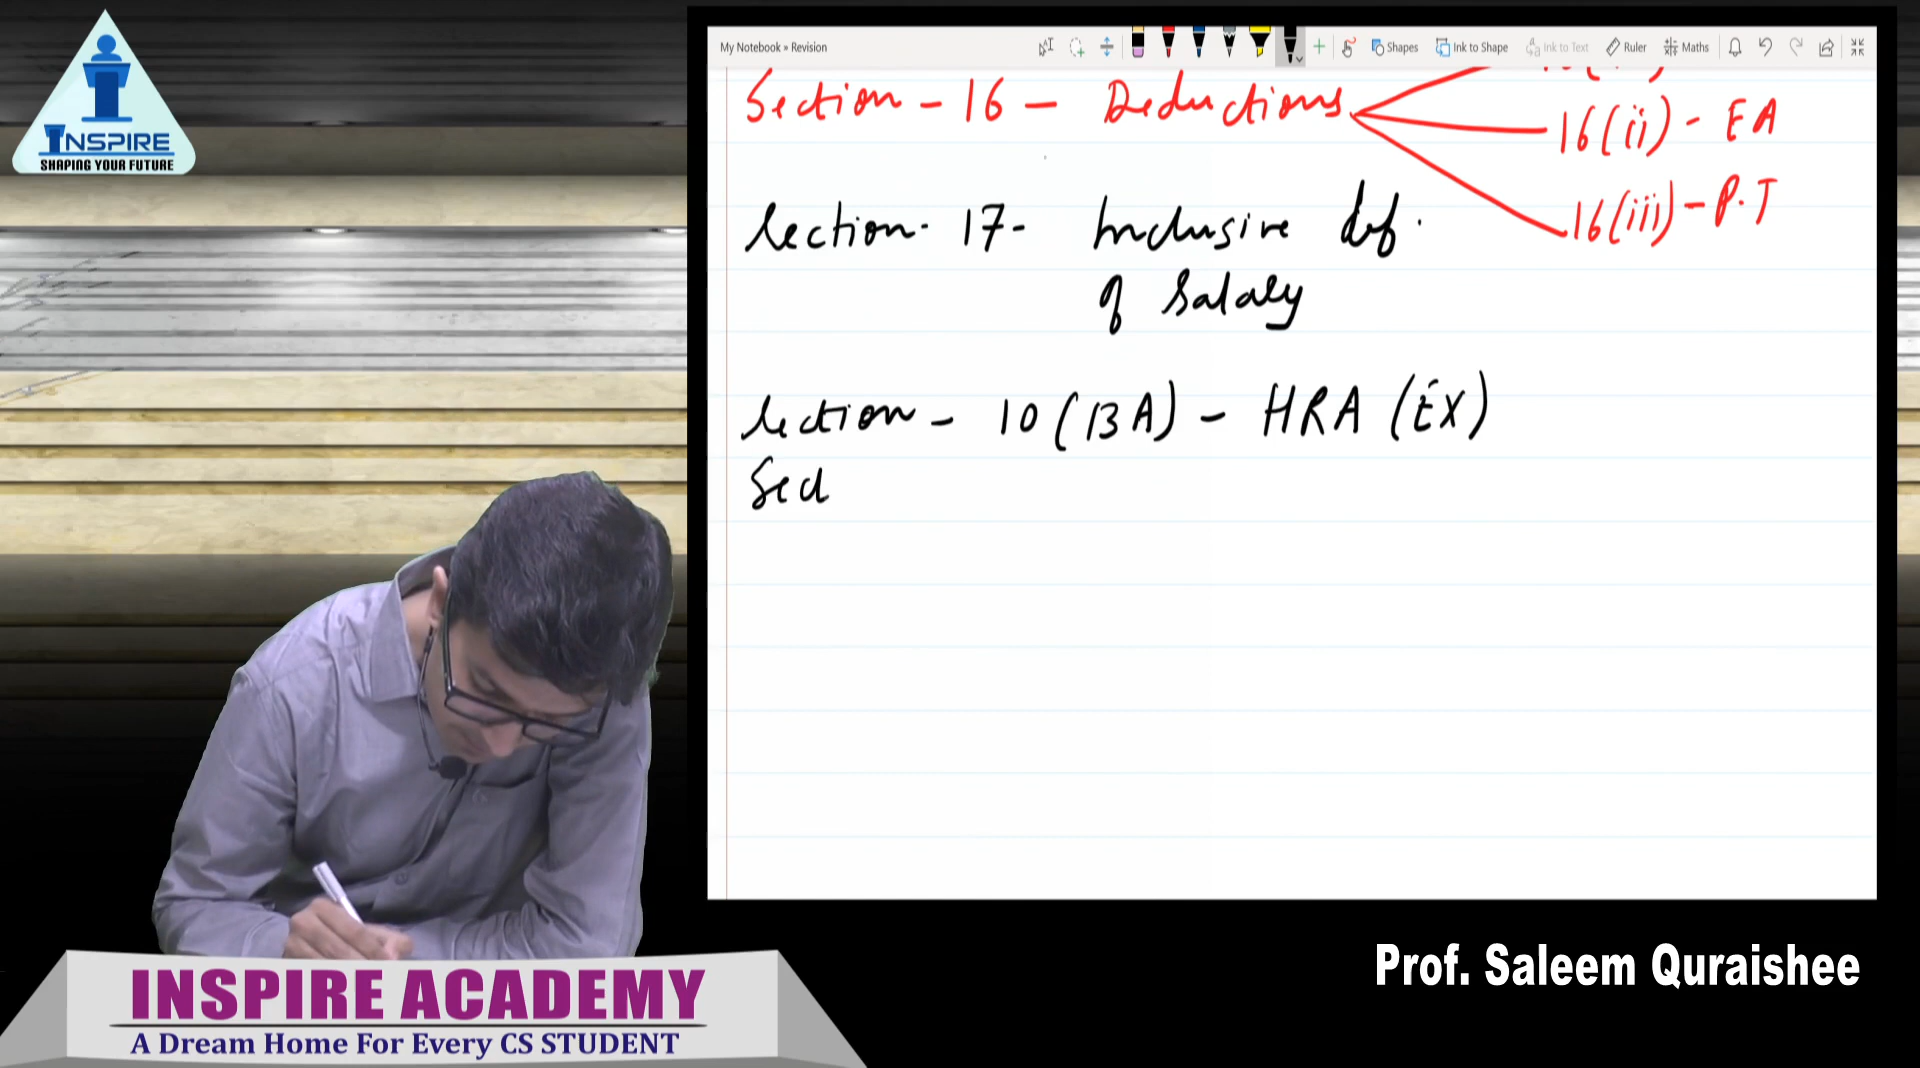 INSPIRE
SHAPING YOUR FUTURE
My Notebook » Revision
Shapes
Ink to Shape
Ink to Text
Ruler
Maths
Section - 16 - Deductions
16(ii) - EA
16(iii) - P.T
Section - 17 - Inclusive def.
of Salary
Section - 10(13A) - HRA (EX)
Sec
INSPIRE ACADEMY
A Dream Home For Every CS STUDENT
Prof. Saleem Quraishee